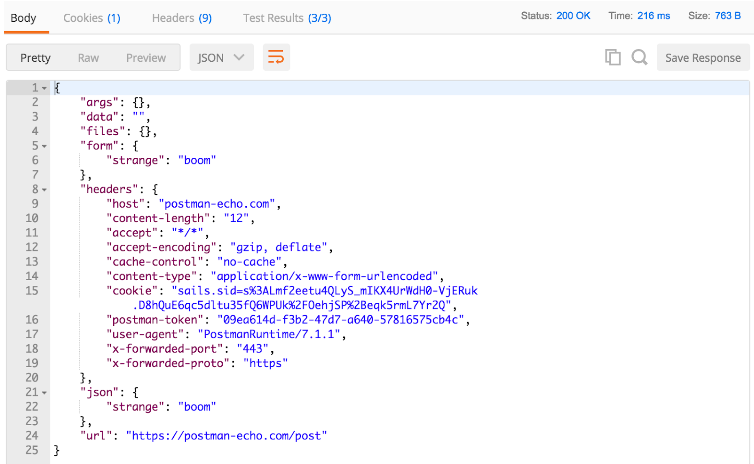 Body Cookies (1) Headers (9) Test Results (3/3) Status: 200 OK Time: 216 ms Size: 763 B
Pretty Raw Preview JSON Save Response
1 {
2 "args": {},
3 "data": "",
4 "files": {},
5 "form": {
6 "strange": "boom"
7 },
8 "headers": {
9 "host": "postman-echo.com",
10 "content-length": "12",
11 "accept": "*/*",
12 "accept-encoding": "gzip, deflate",
13 "cache-control": "no-cache",
14 "content-type": "application/x-www-form-urlencoded",
15 "cookie": "sails.sid=s%3ALmf2eetu4QLyS_mIKX4UrWdH0-VjERuk
.D8hQuE6qc5dltu35fQ6WPUk%2FOehjSP%2Beqk5rmL7Yr2Q",
16 "postman-token": "09ea614d-f3b2-47d7-a640-57816575cb4c",
17 "user-agent": "PostmanRuntime/7.1.1",
18 "x-forwarded-port": "443",
19 "x-forwarded-proto": "https"
20 },
21 "json": {
22 "strange": "boom"
23 },
24 "url": "https://postman-echo.com/post"
25 }